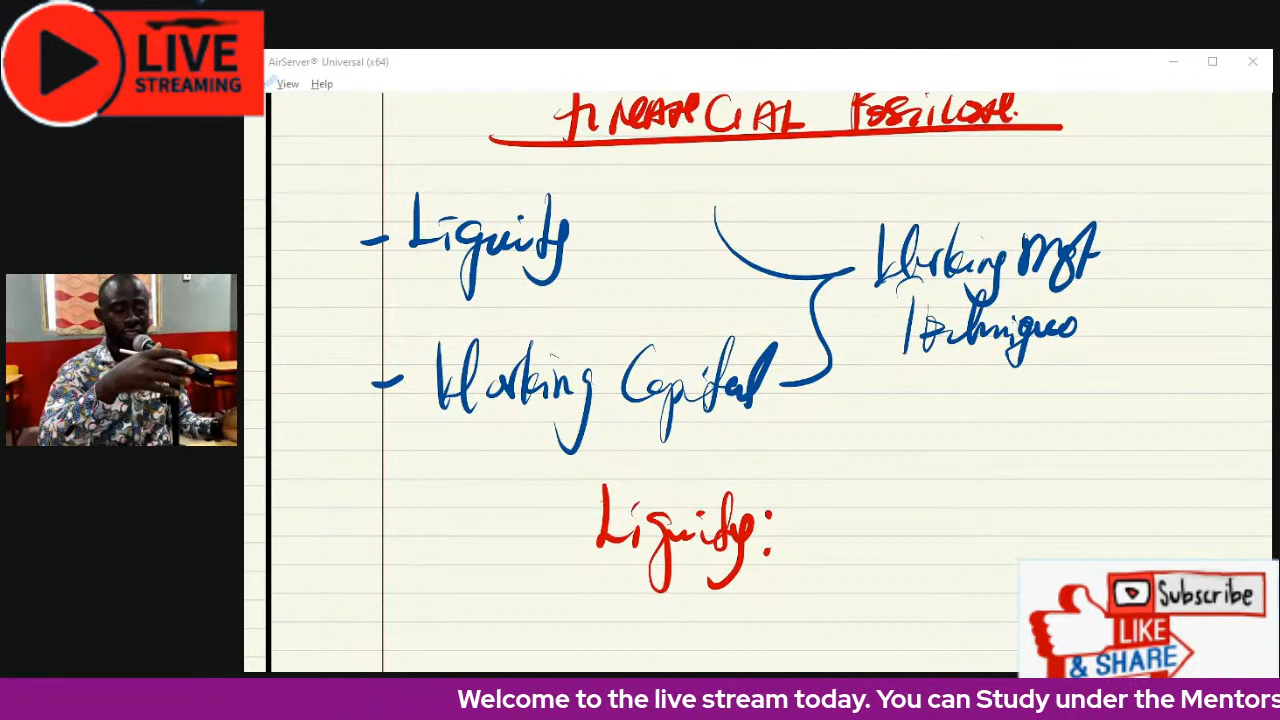 LIVE
STREAMING
AirServer® Universal (x64)
View Help
FINANCIAL POSITION.
- Liquidity
Working Mgt
Techniques
- Working Capital
Liquidity:
Subscribe
LIKE
& SHARE
Welcome to the live stream today. You can Study under the Mentors